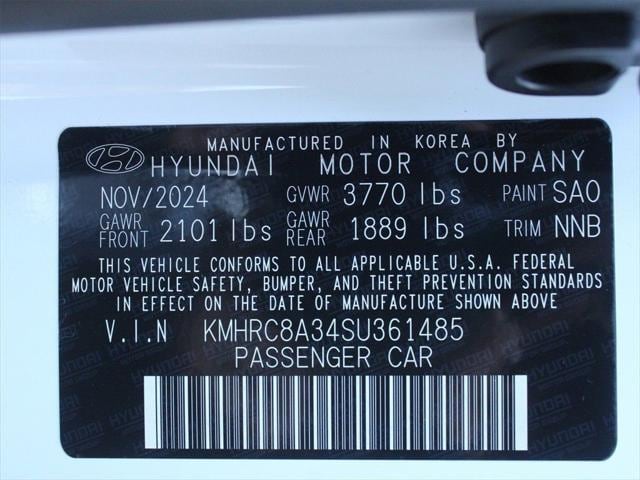 MANUFACTURED IN KOREA BY
HYUNDAI MOTOR COMPANY
NOV/2024 GVWR 3770 lbs PAINT SAO
GAWR FRONT 2101 lbs GAWR REAR 1889 lbs TRIM NNB
THIS VEHICLE CONFORMS TO ALL APPLICABLE U.S.A. FEDERAL
MOTOR VEHICLE SAFETY, BUMPER, AND THEFT PREVENTION STANDARDS
IN EFFECT ON THE DATE OF MANUFACTURE SHOWN ABOVE
V.I.N KMHRC8A34SU361485
PASSENGER CAR